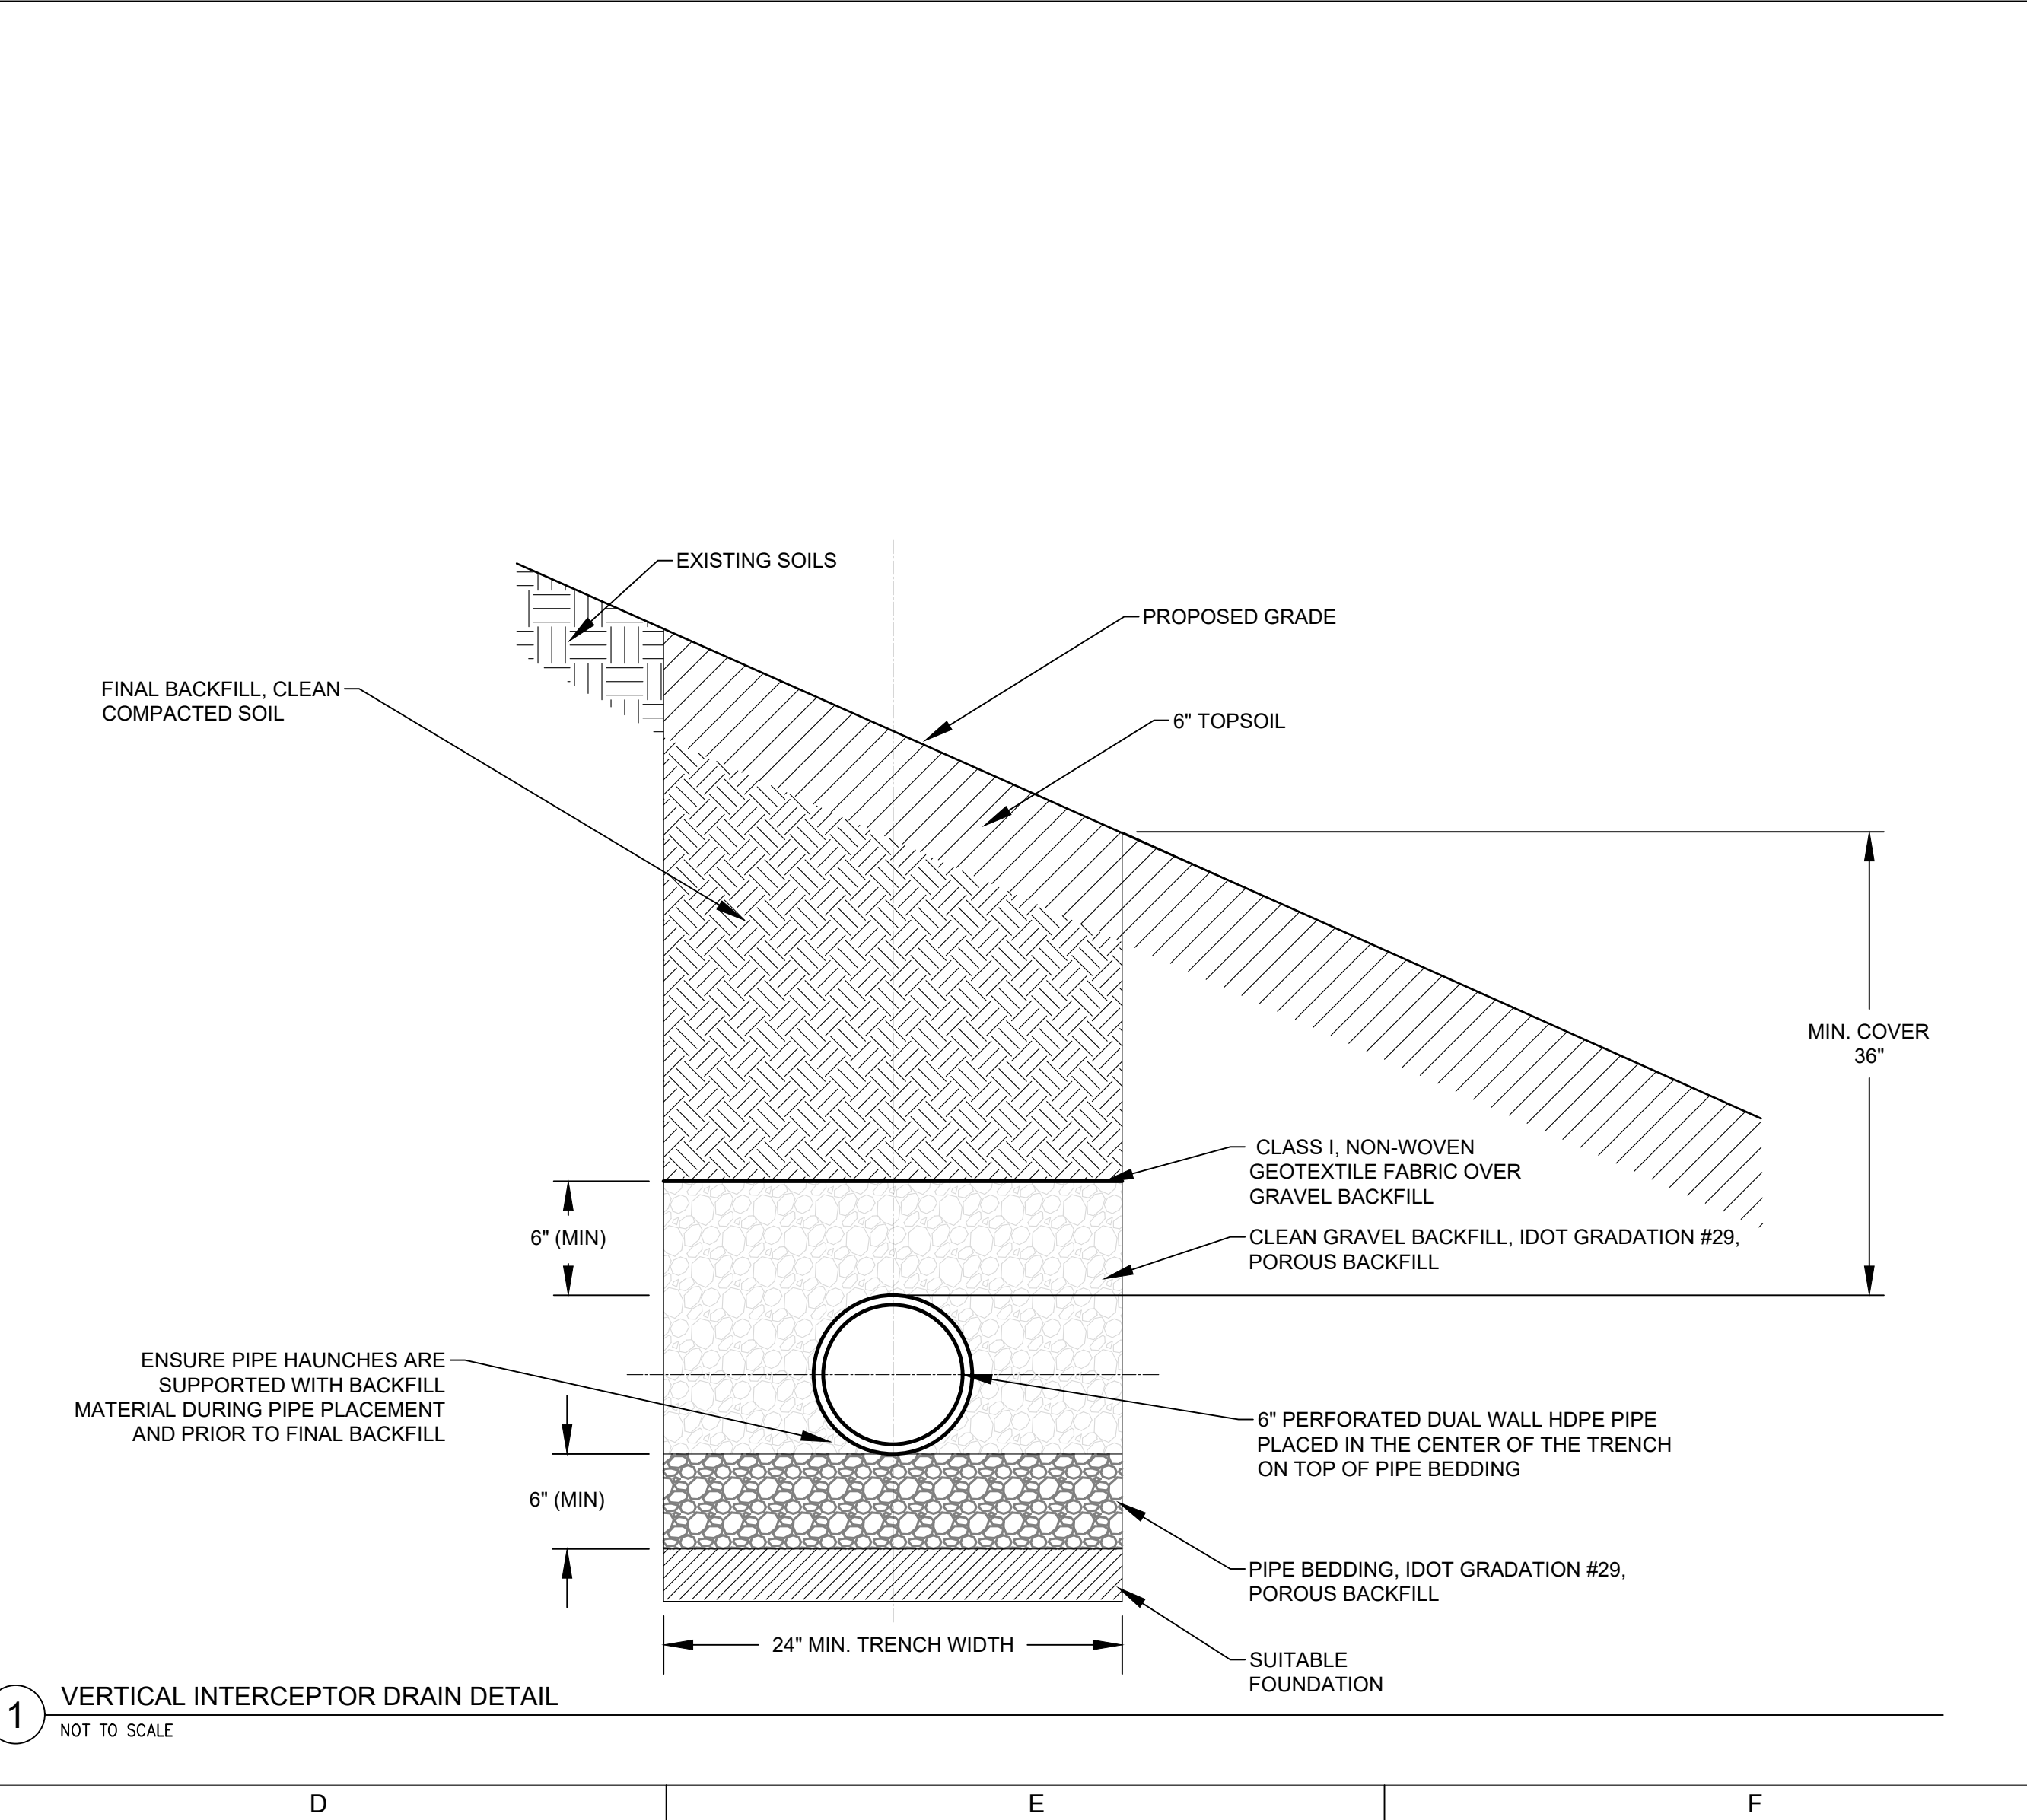 EXISTING SOILS
PROPOSED GRADE
FINAL BACKFILL, CLEAN
COMPACTED SOIL
6" TOPSOIL
MIN. COVER
36"
CLASS I, NON-WOVEN
GEOTEXTILE FABRIC OVER
GRAVEL BACKFILL
6" (MIN)
CLEAN GRAVEL BACKFILL, IDOT GRADATION #29,
POROUS BACKFILL
ENSURE PIPE HAUNCHES ARE
SUPPORTED WITH BACKFILL
MATERIAL DURING PIPE PLACEMENT
AND PRIOR TO FINAL BACKFILL
6" PERFORATED DUAL WALL HDPE PIPE
PLACED IN THE CENTER OF THE TRENCH
ON TOP OF PIPE BEDDING
6" (MIN)
PIPE BEDDING, IDOT GRADATION #29,
POROUS BACKFILL
24" MIN. TRENCH WIDTH
SUITABLE
FOUNDATION
1
VERTICAL INTERCEPTOR DRAIN DETAIL
NOT TO SCALE
D
E
F